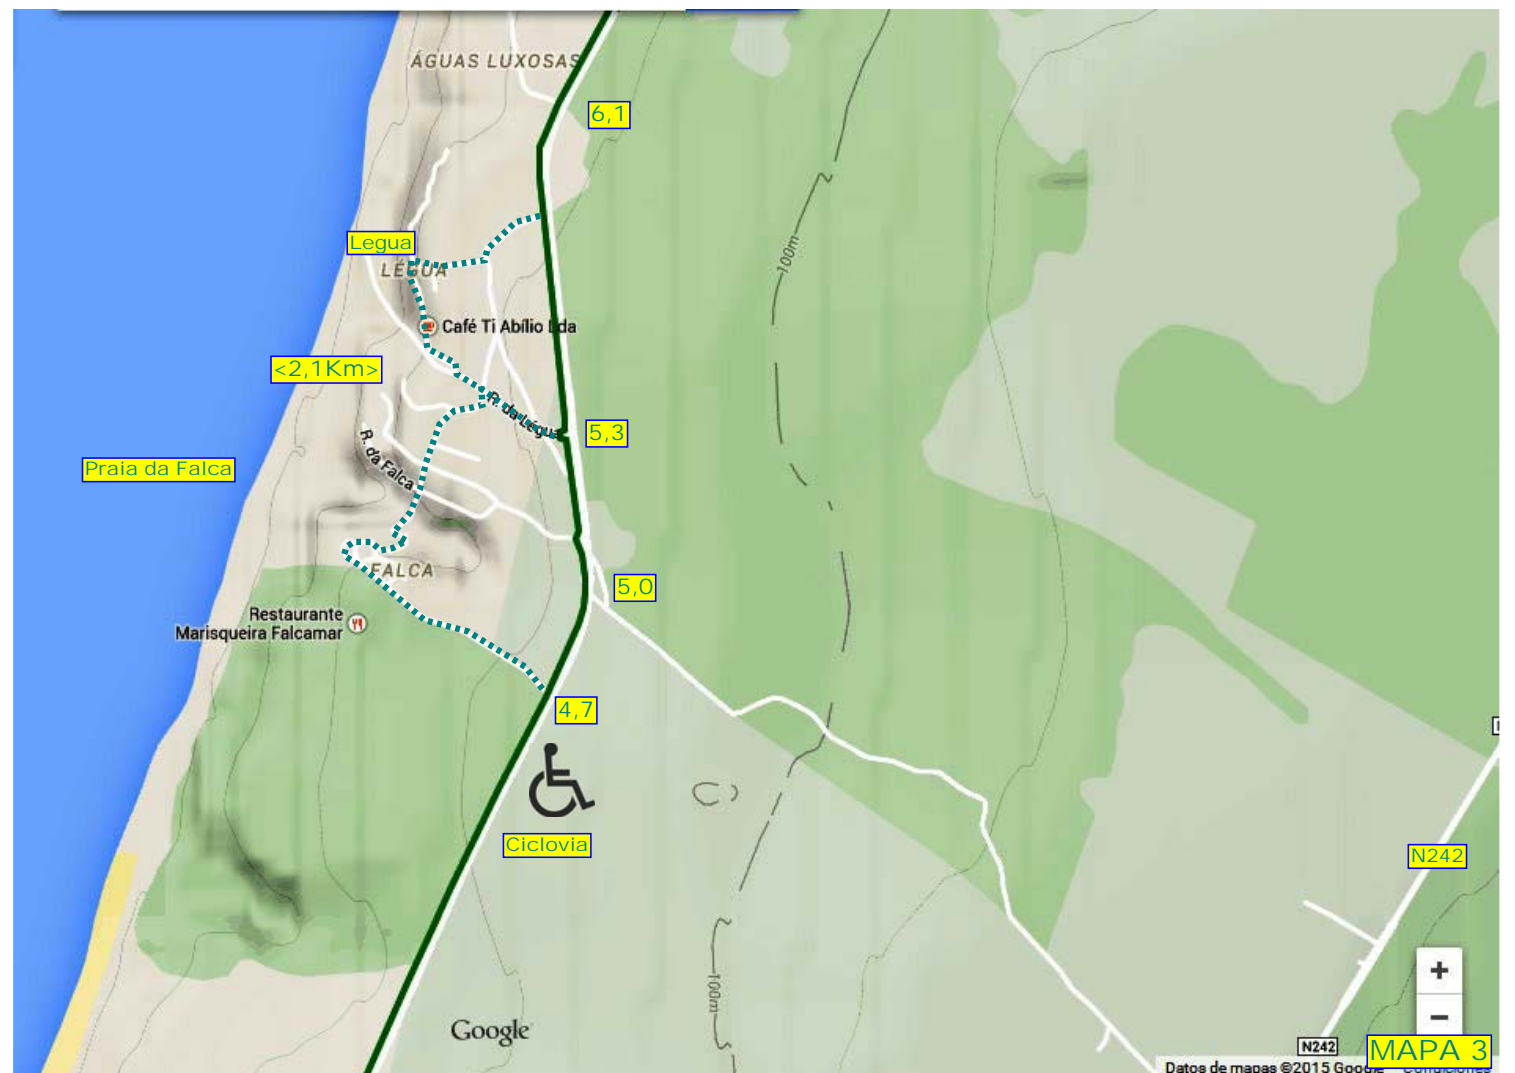 ÁGUAS LUXOSAS
6,1
Legua
LÉGUA
100m
Café Ti Abílio Lda
<2,1Km>
R. da Légua
5,3
R. da Falca
Praia da Falca
FALCA
5,0
Restaurante
Marisqueira Falcamar
4,7
Ciclovia
N242
100m
+
−
Google
N242
MAPA 3
Datos de mapas ©2015 Google
Condiciones